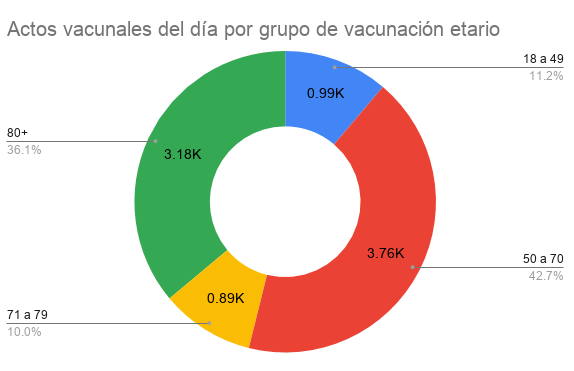 Actos vacunales del día por grupo de vacunación etario
18 a 49
11.2%
0.99K
80+
36.1%
3.18K
3.76K
50 a 70
42.7%
0.89K
71 a 79
10.0%